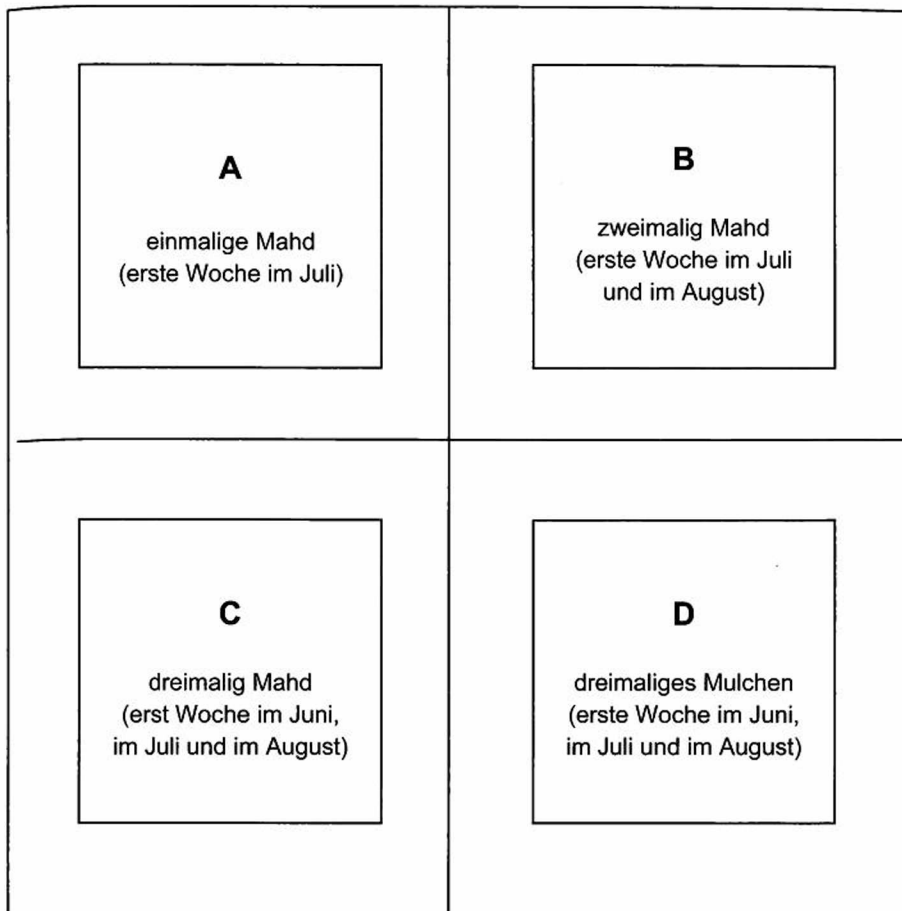 A
einmalige Mahd
(erste Woche im Juli)
B
zweimalig Mahd
(erste Woche im Juli
und im August)
C
dreimalig Mahd
(erst Woche im Juni,
im Juli und im August)
D
dreimaliges Mulchen
(erste Woche im Juni,
im Juli und im August)